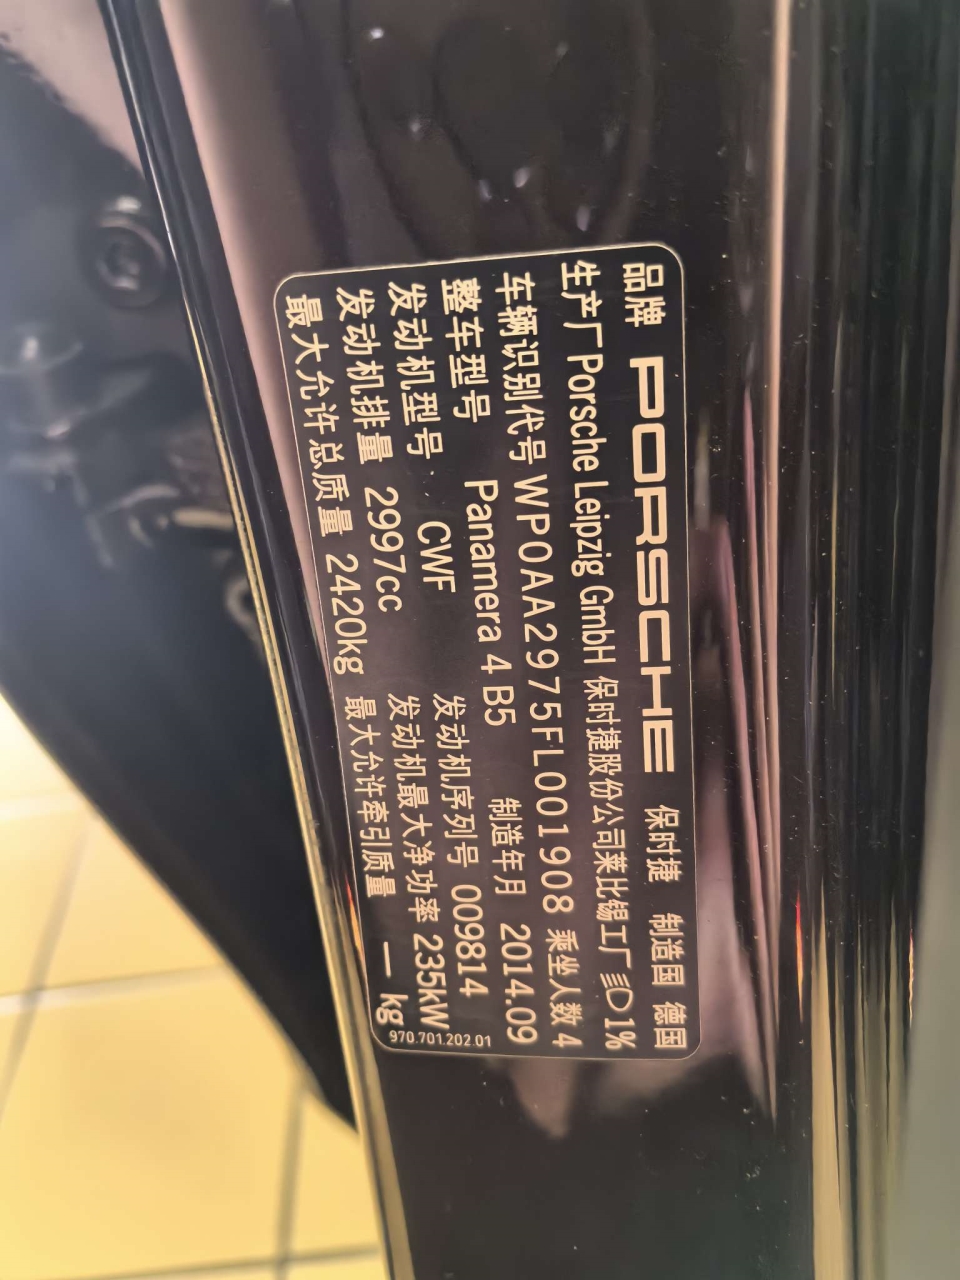 品牌 PORSCHE 保时捷 制造国 德国
生产厂 Porsche Leipzig GmbH 保时捷股份公司莱比锡工厂 1%
车辆识别代号 WP0AA2975FL001908 乘坐人数 4
整车型号 Panamera 4 B5 制造年月 2014.09
发动机型号 CWF 发动机序列号 009814
发动机排量 2997cc 发动机最大净功率 235kW
最大允许总质量 2420kg 最大允许牵引质量 — kg
970.701.202.01